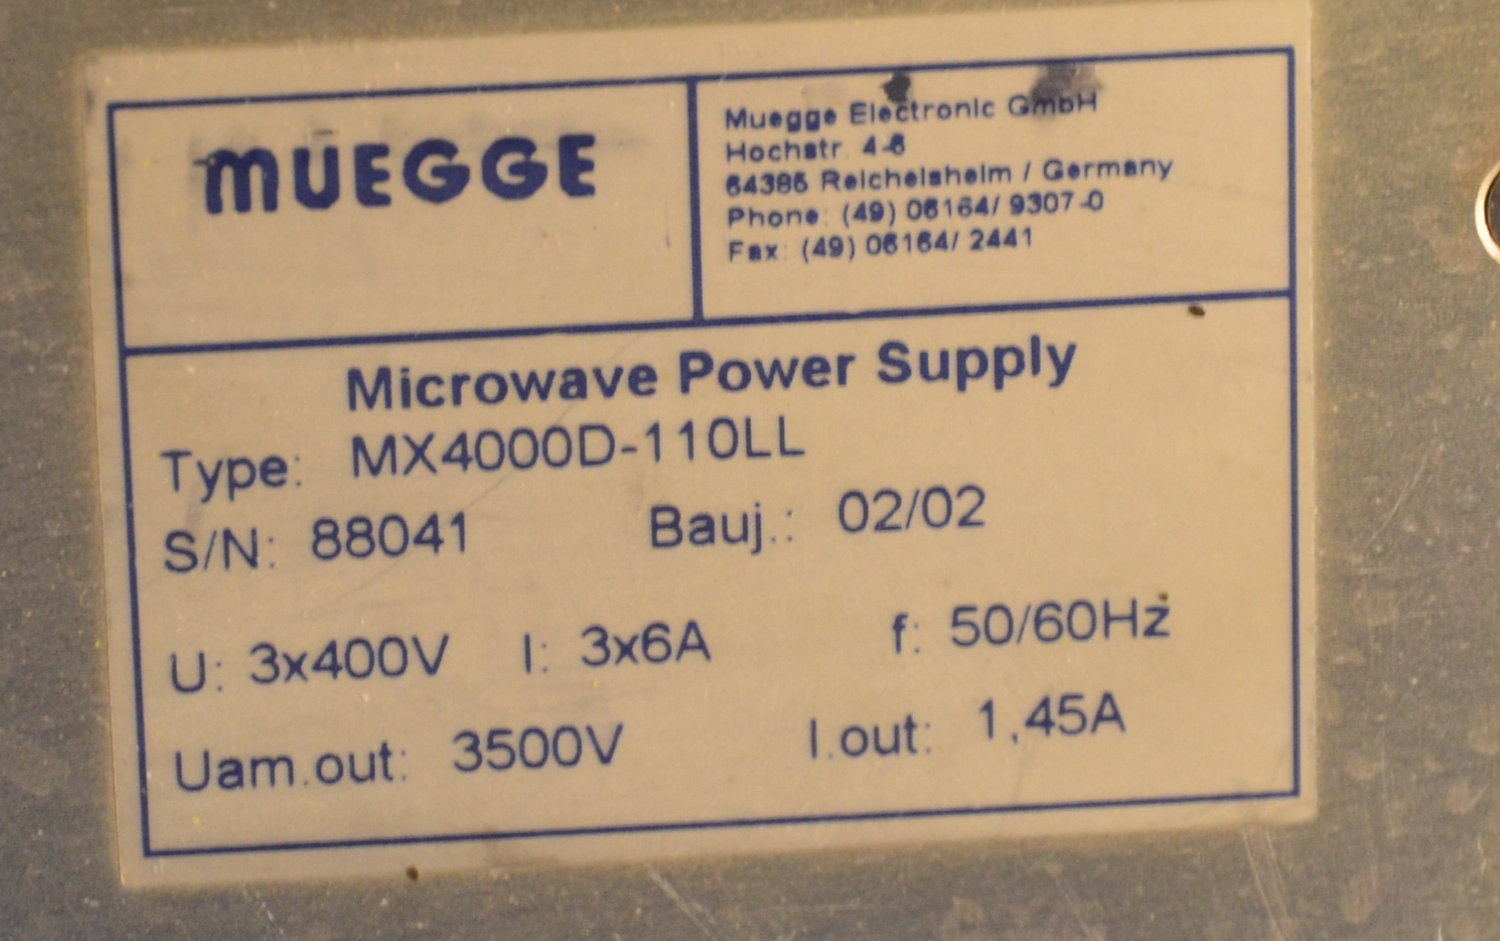 MUEGGE
Muegge Electronic GmbH
Hochstr. 4-6
64385 Reichelsheim / Germany
Phone: (49) 06164/ 9307-0
Fax: (49) 06164/ 2441
Microwave Power Supply
Type: MX4000D-110LL
S/N: 88041 Bauj.: 02/02
U: 3x400V I: 3x6A f: 50/60Hz
Uam.out: 3500V I.out: 1,45A